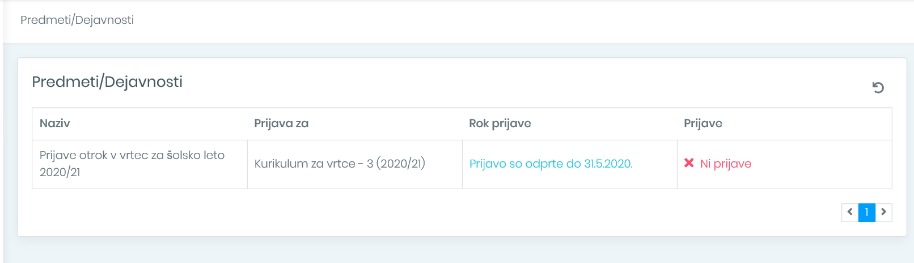 Predmeti/Dejavnosti
Predmeti/Dejavnosti
Naziv Prijava za Rok prijave Prijave
Prijave otrok v vrtec za šolsko leto
2020/21
Kurikulum za vrtce - 3 (2020/21)
Prijavo so odprte do 31.5.2020.
Ni prijave
1